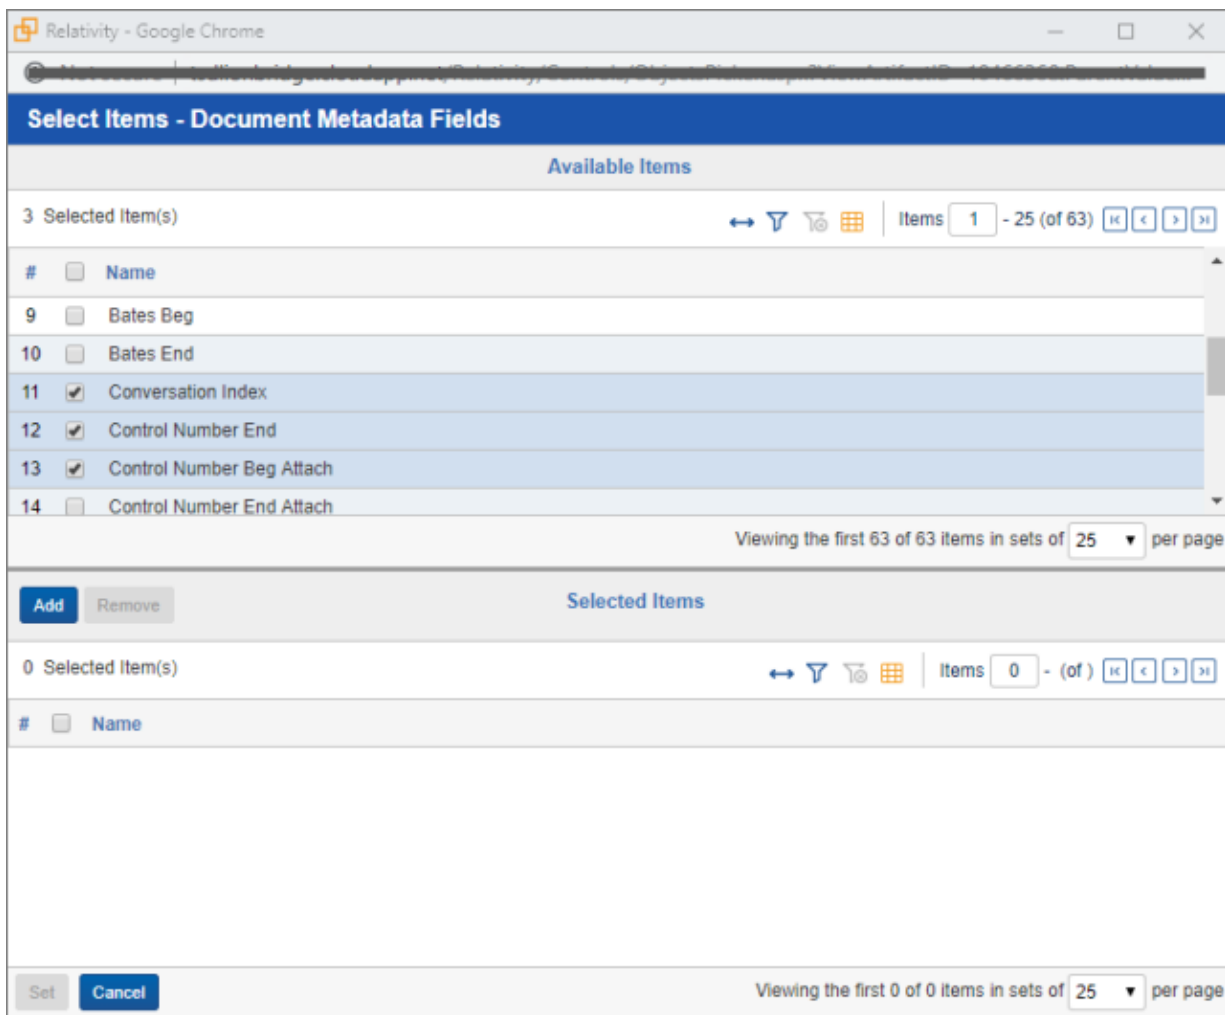 Relativity - Google Chrome
Select Items - Document Metadata Fields
Available Items
3 Selected Item(s) Items 1 - 25 (of 63)
# Name
9 Bates Beg
10 Bates End
11 Conversation Index
12 Control Number End
13 Control Number Beg Attach
14 Control Number End Attach
Viewing the first 63 of 63 items in sets of 25 per page
Add Remove Selected Items
0 Selected Item(s) Items 0 - (of )
# Name
Set Cancel Viewing the first 0 of 0 items in sets of 25 per page